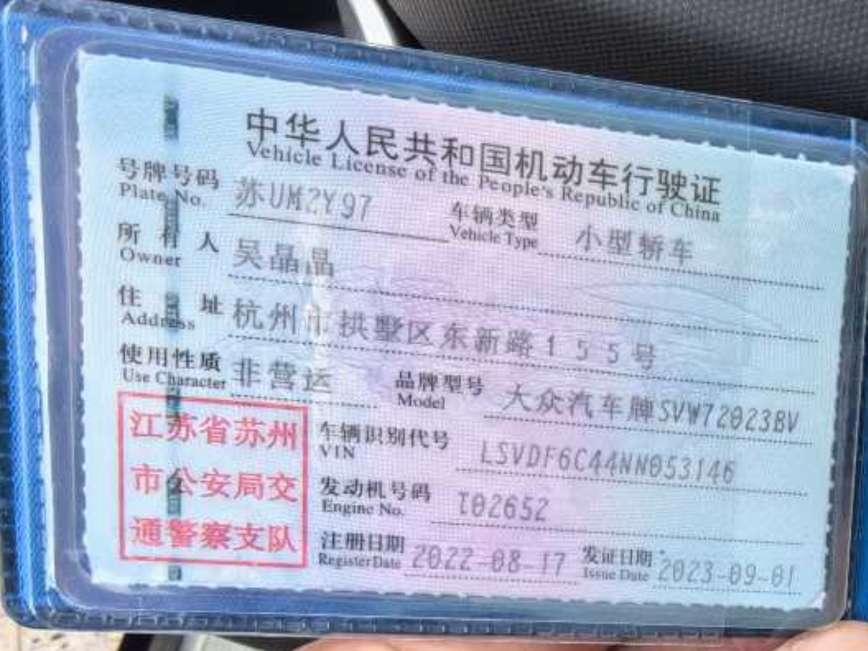 中华人民共和国机动车行驶证
Vehicle License of the People's Republic of China
号牌号码 苏UM2Y97 车辆类型 小型轿车
Plate No. Vehicle Type
所有人 吴晶晶
Owner
住址 杭州市拱墅区东新路155号
Address
使用性质 非营运 品牌型号 大众汽车牌SVW72023BV
Use Character Model
江苏省苏州
市公安局交
通警察支队
车辆识别代号 LSVDF6C44NN053146
VIN
发动机号码 T02652
Engine No.
注册日期 2022-08-17 发证日期 2023-09-01
Register Date Issue Date